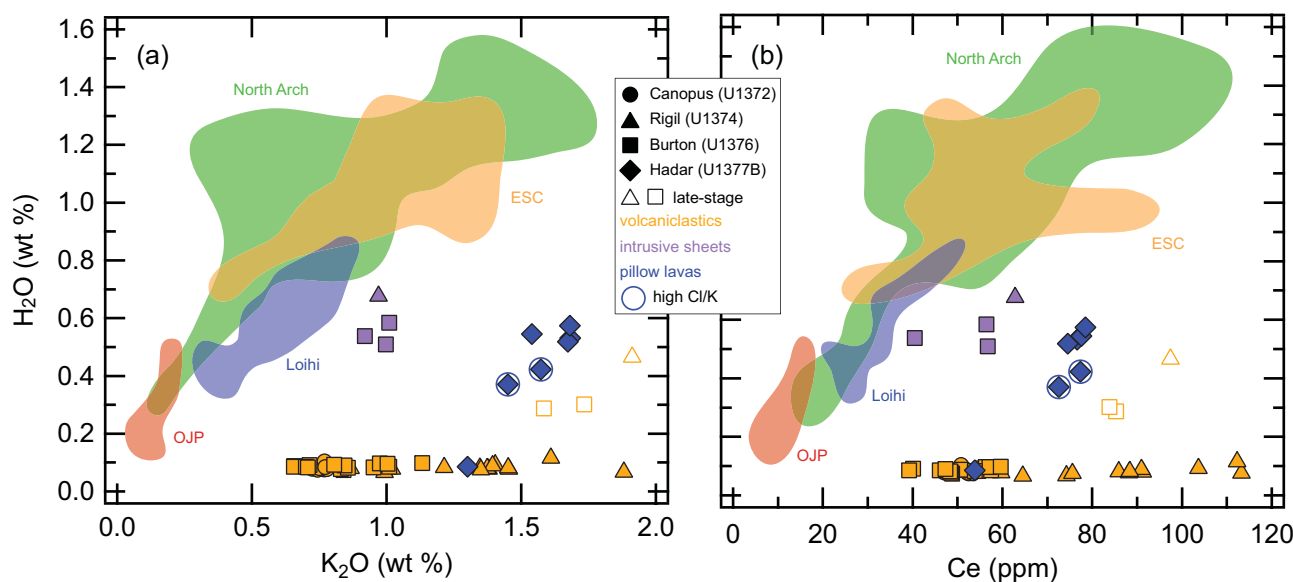 (a)
H2O (wt %)
1.6
1.4
1.2
1.0
0.8
0.6
0.4
0.2
0.0
North Arch
ESC
Loihi
OJP
0.0 0.5 1.0 1.5 2.0
K2O (wt %)
Canopus (U1372)
Rigil (U1374)
Burton (U1376)
Hadar (U1377B)
late-stage
volcaniclastics
intrusive sheets
pillow lavas
high Cl/K
(b)
North Arch
ESC
Loihi
OJP
0 20 40 60 80 100 120
Ce (ppm)